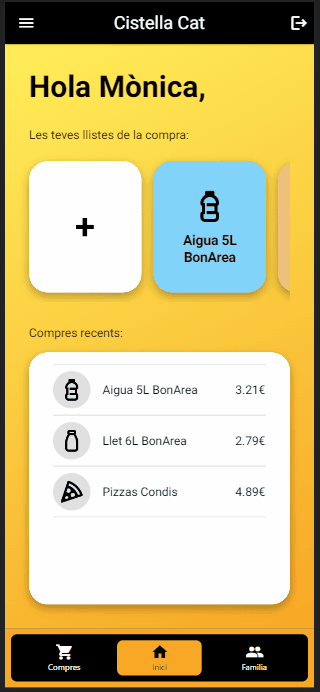 Cistella Cat
Hola Mònica,
Les teves llistes de la compra:
+
Aigua 5L
BonArea
Compres recents:
Aigua 5L BonArea 3.21€
Llet 6L BonArea 2.79€
Pizzas Condis 4.89€
Compres Inici Familia